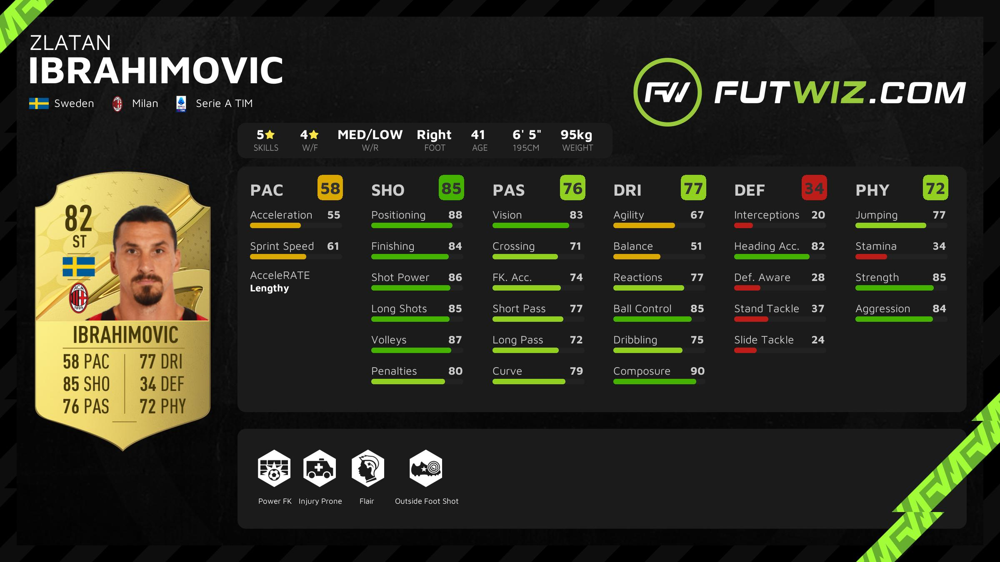 ZLATAN
IBRAHIMOVIC
Sweden Milan Serie A TIM
FW FUTWIZ.COM
5 4 MED/LOW Right 41 6' 5" 95kg
SKILLS W/F W/R FOOT AGE 195CM WEIGHT
82
ST
ACM
1899
IBRAHIMOVIC
58 PAC 77 DRI
85 SHO 34 DEF
76 PAS 72 PHY
PAC 58
Acceleration 55
Sprint Speed 61
AcceleRATE
Lengthy
SHO 85
Positioning 88
Finishing 84
Shot Power 86
Long Shots 85
Volleys 87
Penalties 80
PAS 76
Vision 83
Crossing 71
FK. Acc. 74
Short Pass 77
Long Pass 72
Curve 79
DRI 77
Agility 67
Balance 51
Reactions 77
Ball Control 85
Dribbling 75
Composure 90
DEF 34
Interceptions 20
Heading Acc. 82
Def. Aware 28
Stand Tackle 37
Slide Tackle 24
PHY 72
Jumping 77
Stamina 34
Strength 85
Aggression 84
Power FK Injury Prone Flair Outside Foot Shot